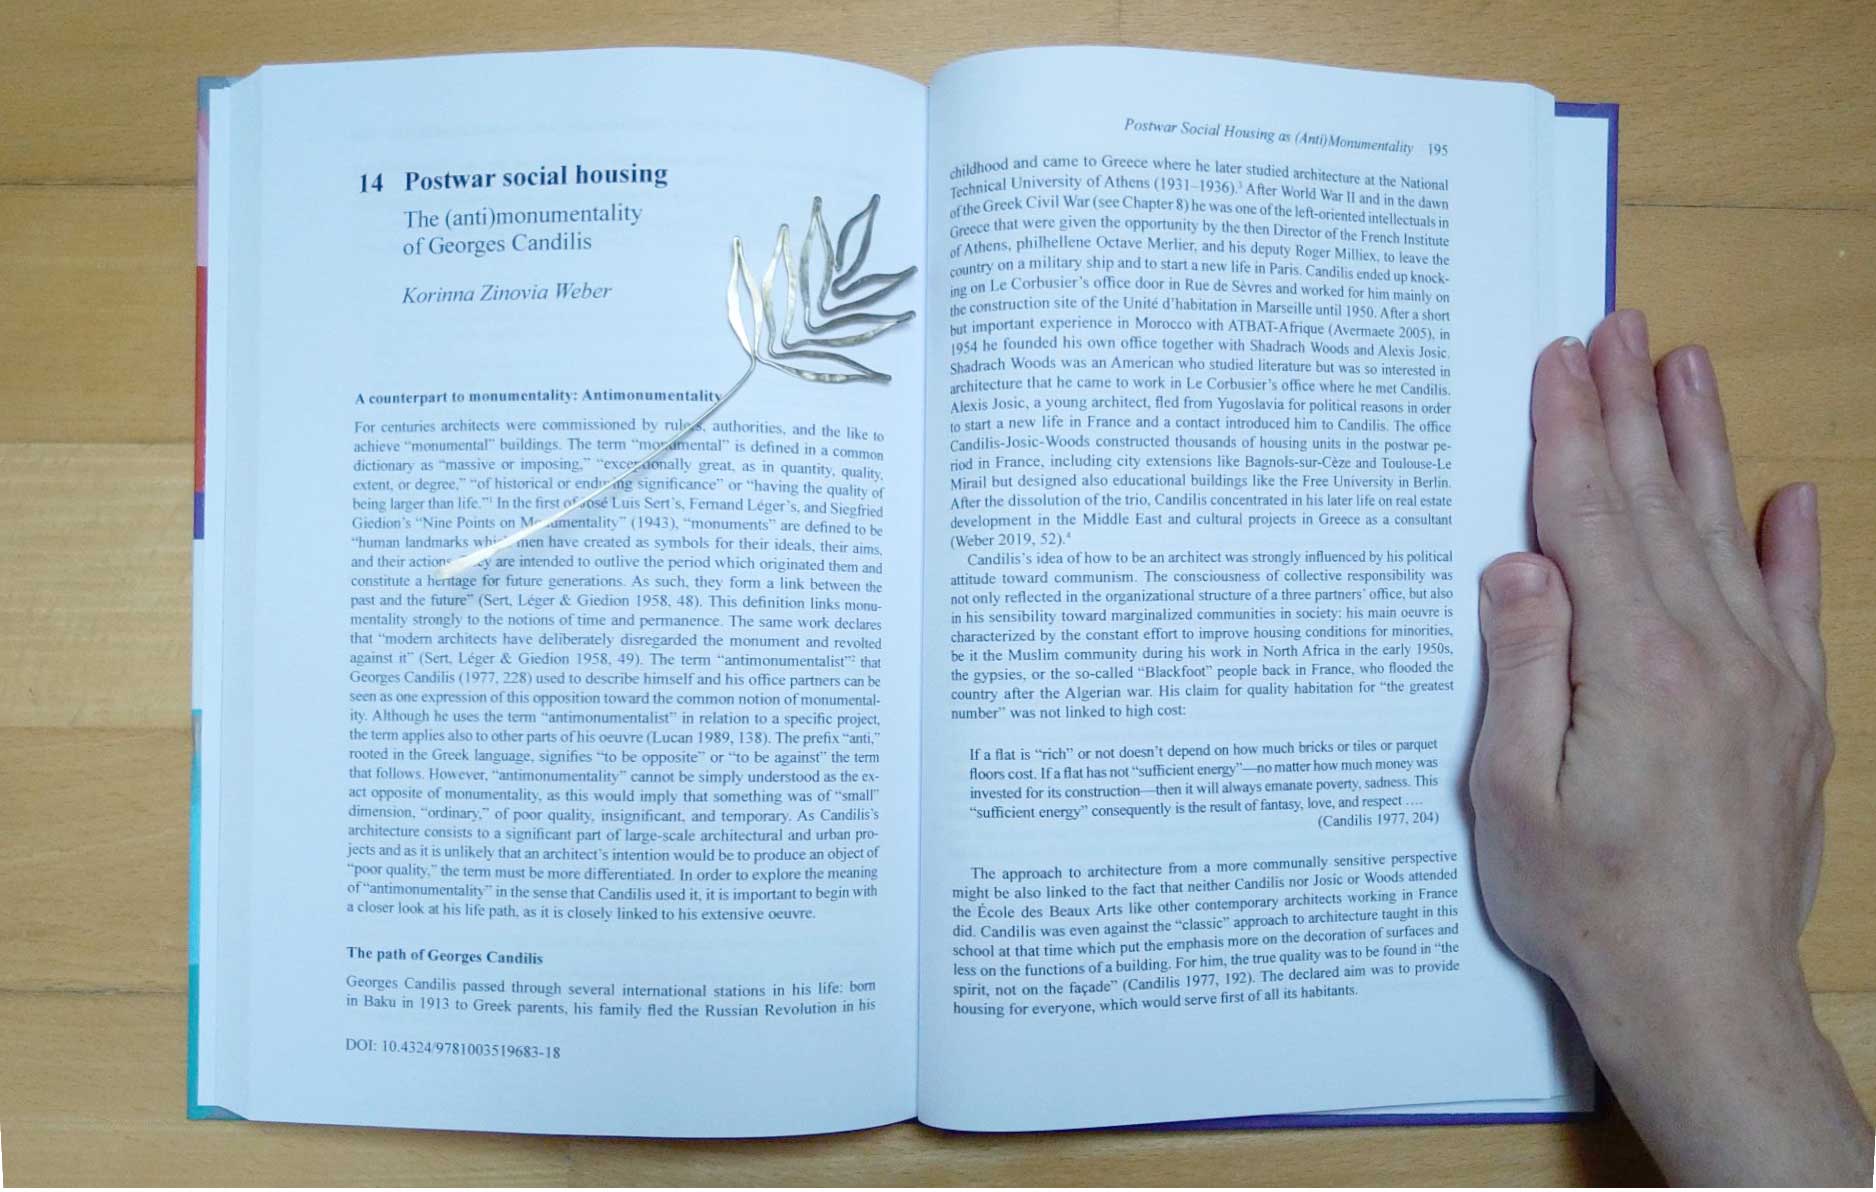 14 Postwar social housing
The (anti)monumentality
of Georges Candilis
Korinna Zinovia Weber
A counterpart to monumentality: Antimonumentality
For centuries architects were commissioned by rulers, authorities, and the like to
achieve “monumental” buildings. The term “monumental” is defined in a common
dictionary as “massive or imposing,” “exceptionally great, as in quantity, quality,
extent, or degree,” “of historical or enduring significance” or “having the quality of
being larger than life.”¹ In the first of José Luis Sert’s, Fernand Léger’s, and Siegfried
Giedion’s “Nine Points on Monumentality” (1943), “monuments” are defined to be
“human landmarks which men have created as symbols for their ideals, their aims,
and their actions. They are intended to outlive the period which originated them and
constitute a heritage for future generations. As such, they form a link between the
past and the future” (Sert, Léger & Giedion 1958, 48). This definition links monu-
mentality strongly to the notions of time and permanence. The same work declares
that “modern architects have deliberately disregarded the monument and revolted
against it” (Sert, Léger & Giedion 1958, 49). The term “antimonumentalist”² that
Georges Candilis (1977, 228) used to describe himself and his office partners can be
seen as one expression of this opposition toward the common notion of monumental-
ity. Although he uses the term “antimonumentalist” in relation to a specific project,
the term applies also to other parts of his oeuvre (Lucan 1989, 138). The prefix “anti,”
rooted in the Greek language, signifies “to be opposite” or “to be against” the term
that follows. However, “antimonumentality” cannot be simply understood as the ex-
act opposite of monumentality, as this would imply that something was of “small”
dimension, “ordinary,” of poor quality, insignificant, and temporary. As Candilis’s
architecture consists to a significant part of large-scale architectural and urban pro-
jects and as it is unlikely that an architect’s intention would be to produce an object of
“poor quality,” the term must be more differentiated. In order to explore the meaning
of “antimonumentality” in the sense that Candilis used it, it is important to begin with
a closer look at his life path, as it is closely linked to his extensive oeuvre.
The path of Georges Candilis
Georges Candilis passed through several international stations in his life: born
in Baku in 1913 to Greek parents, his family fled the Russian Revolution in his
DOI: 10.4324/9781003519683-18
Postwar Social Housing as (Anti)Monumentality 195
childhood and came to Greece where he later studied architecture at the National
Technical University of Athens (1931–1936).³ After World War II and in the dawn
of the Greek Civil War (see Chapter 8) he was one of the left-oriented intellectuals in
Greece that were given the opportunity by the then Director of the French Institute
of Athens, philhellene Octave Merlier, and his deputy Roger Milliex, to leave the
country on a military ship and to start a new life in Paris. Candilis ended up knock-
ing on Le Corbusier’s office door in Rue de Sèvres and worked for him mainly on
the construction site of the Unité d’habitation in Marseille until 1950. After a short
but important experience in Morocco with ATBAT-Afrique (Avermaete 2005), in
1954 he founded his own office together with Shadrach Woods and Alexis Josic.
Shadrach Woods was an American who studied literature but was so interested in
architecture that he came to work in Le Corbusier’s office where he met Candilis.
Alexis Josic, a young architect, fled from Yugoslavia for political reasons in order
to start a new life in France and a contact introduced him to Candilis. The office
Candilis-Josic-Woods constructed thousands of housing units in the postwar pe-
riod in France, including city extensions like Bagnols-sur-Cèze and Toulouse-Le
Mirail but designed also educational buildings like the Free University in Berlin.
After the dissolution of the trio, Candilis concentrated in his later life on real estate
development in the Middle East and cultural projects in Greece as a consultant
(Weber 2019, 52).⁴
Candilis’s idea of how to be an architect was strongly influenced by his political
attitude toward communism. The consciousness of collective responsibility was
not only reflected in the organizational structure of a three partners’ office, but also
in his sensibility toward marginalized communities in society: his main oeuvre is
characterized by the constant effort to improve housing conditions for minorities,
be it the Muslim community during his work in North Africa in the early 1950s,
the gypsies, or the so-called “Blackfoot” people back in France, who flooded the
country after the Algerian war. His claim for quality habitation for “the greatest
number” was not linked to high cost:
If a flat is “rich” or not doesn’t depend on how much bricks or tiles or parquet
floors cost. If a flat has not “sufficient energy”—no matter how much money was
invested for its construction—then it will always emanate poverty, sadness. This
“sufficient energy” consequently is the result of fantasy, love, and respect ….
(Candilis 1977, 204)
The approach to architecture from a more communally sensitive perspective
might be also linked to the fact that neither Candilis nor Josic or Woods attended
the École des Beaux Arts like other contemporary architects working in France
did. Candilis was even against the “classic” approach to architecture taught in this
school at that time which put the emphasis more on the decoration of surfaces and
less on the functions of a building. For him, the true quality was to be found in “the
spirit, not on the façade” (Candilis 1977, 192). The declared aim was to provide
housing for everyone, which would serve first of all its habitants.